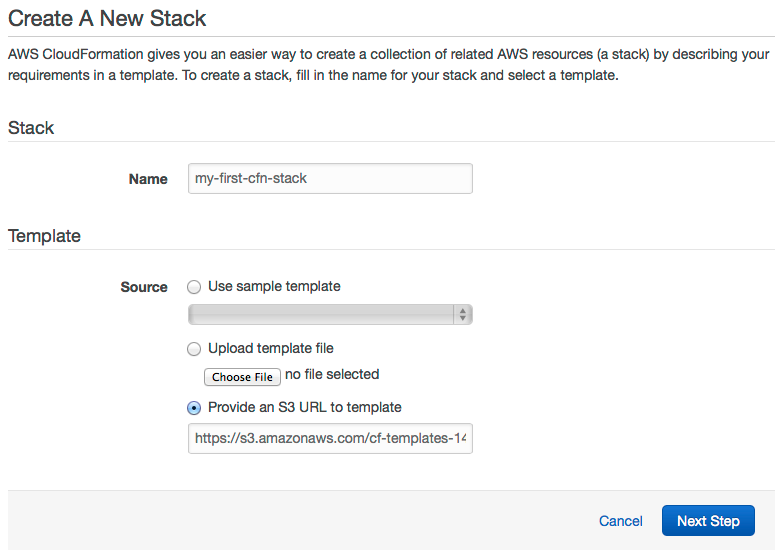 Create A New Stack
AWS CloudFormation gives you an easier way to create a collection of related AWS resources (a stack) by describing your
requirements in a template. To create a stack, fill in the name for your stack and select a template.
Stack
Name my-first-cfn-stack
Template
Source Use sample template
Upload template file
Choose File no file selected
Provide an S3 URL to template
https://s3.amazonaws.com/cf-templates-14
Cancel Next Step